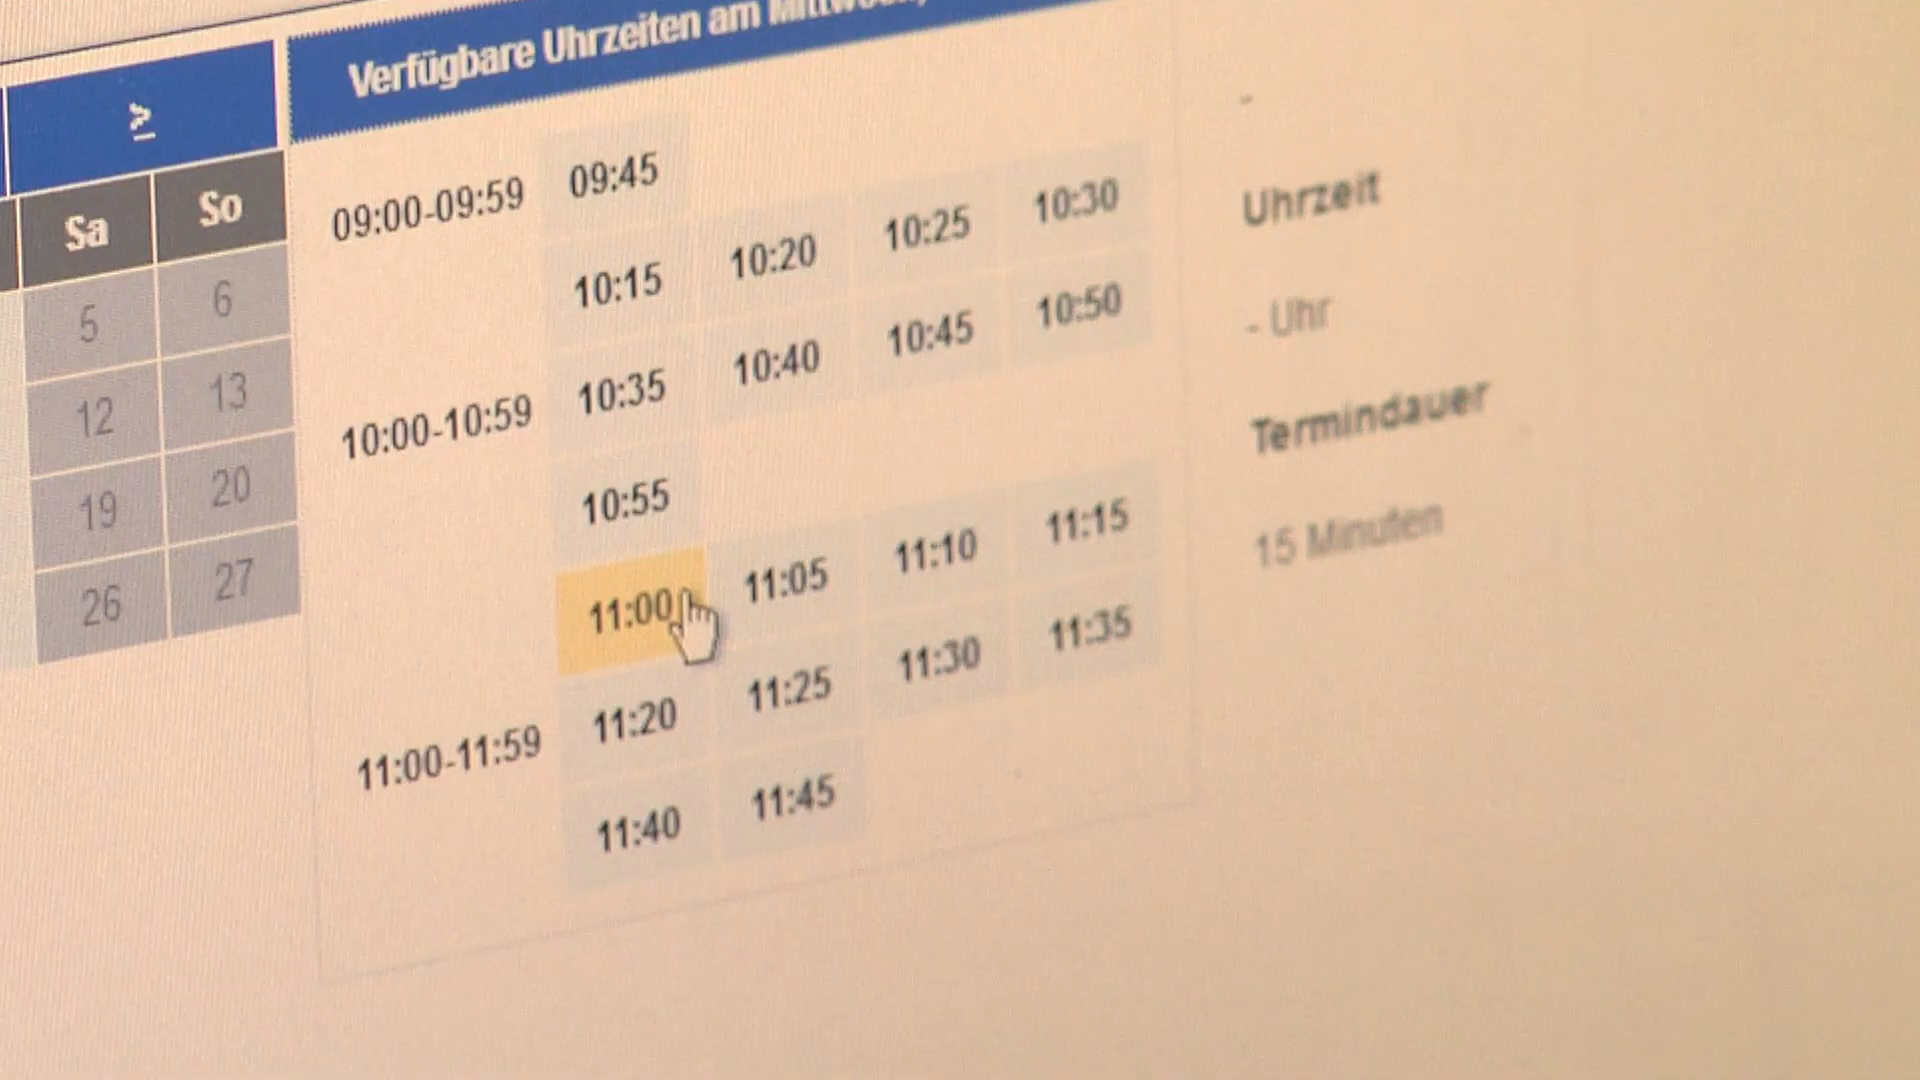 Verfügbare Uhrzeiten am Mittwoch,
>
Sa So
5 6
12 13
19 20
26 27
09:00-09:59 09:45
10:15 10:20 10:25 10:30
10:00-10:59 10:35 10:40 10:45 10:50
10:55
11:00 11:05 11:10 11:15
11:00-11:59 11:20 11:25 11:30 11:35
11:40 11:45
-
Uhrzeit
- Uhr
Termindauer
15 Minuten